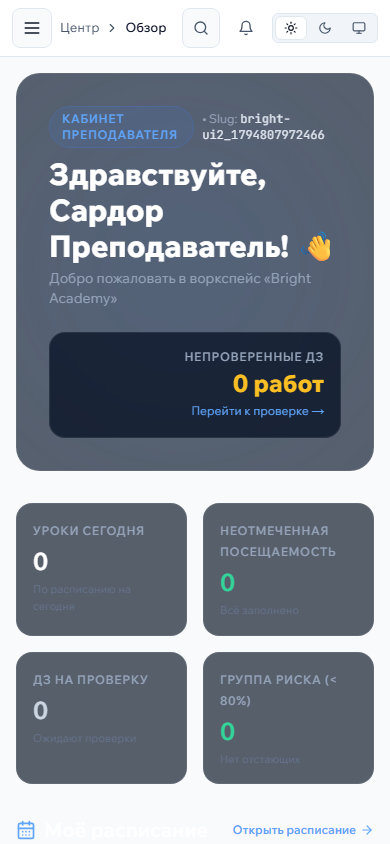 Центр > Обзор
КАБИНЕТ
ПРЕПОДАВАТЕЛЯ
• Slug: bright-
ui2_1794807972466
Здравствуйте,
Сардор
Преподаватель! 👋
Добро пожаловать в воркспейс «Bright
Academy»
НЕПРОВЕРЕННЫЕ ДЗ
0 работ
Перейти к проверке →
УРОКИ СЕГОДНЯ
0
По расписанию на
сегодня
НЕОТМЕЧЕННАЯ
ПОСЕЩАЕМОСТЬ
0
Всё заполнено
ДЗ НА ПРОВЕРКУ
0
Ожидают проверки
ГРУППА РИСКА (<
80%)
0
Нет отстающих
Моё расписание
Открыть расписание →